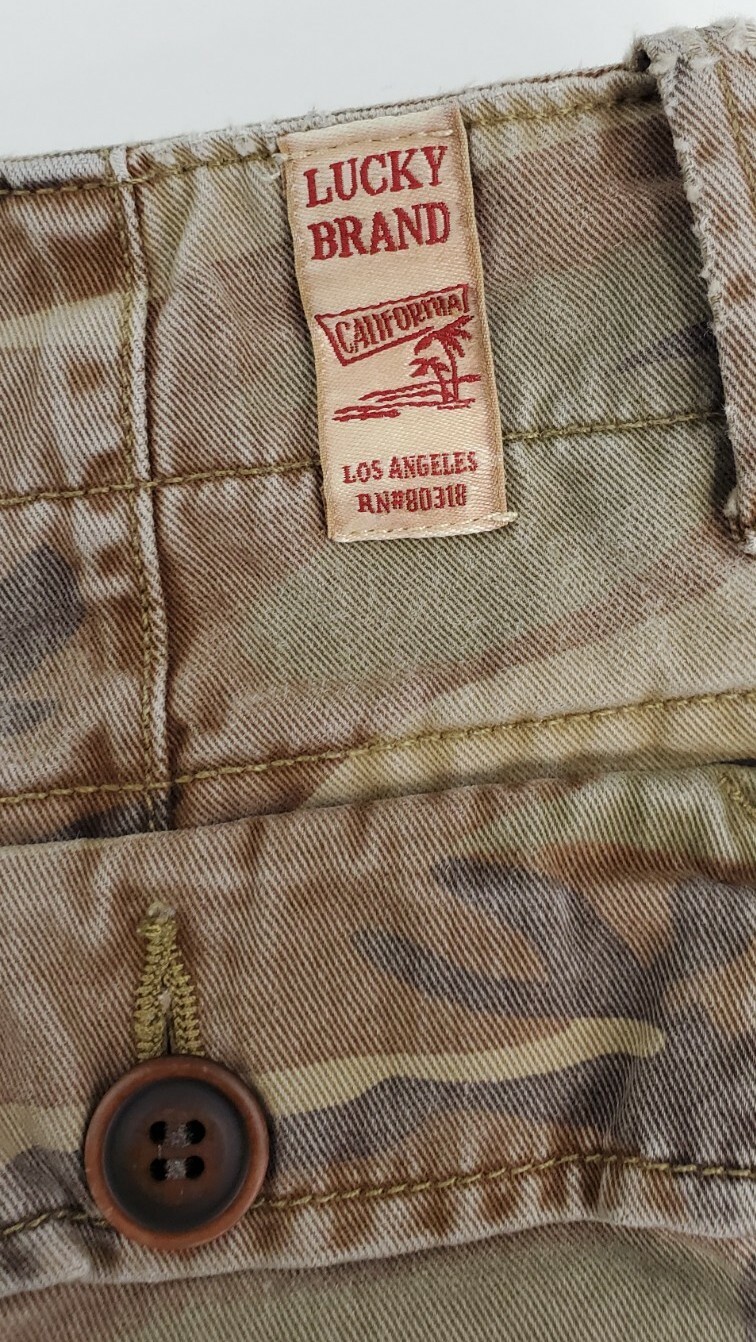 LUCKY
BRAND
CALIFORNIA
LOS ANGELES
RN#80318